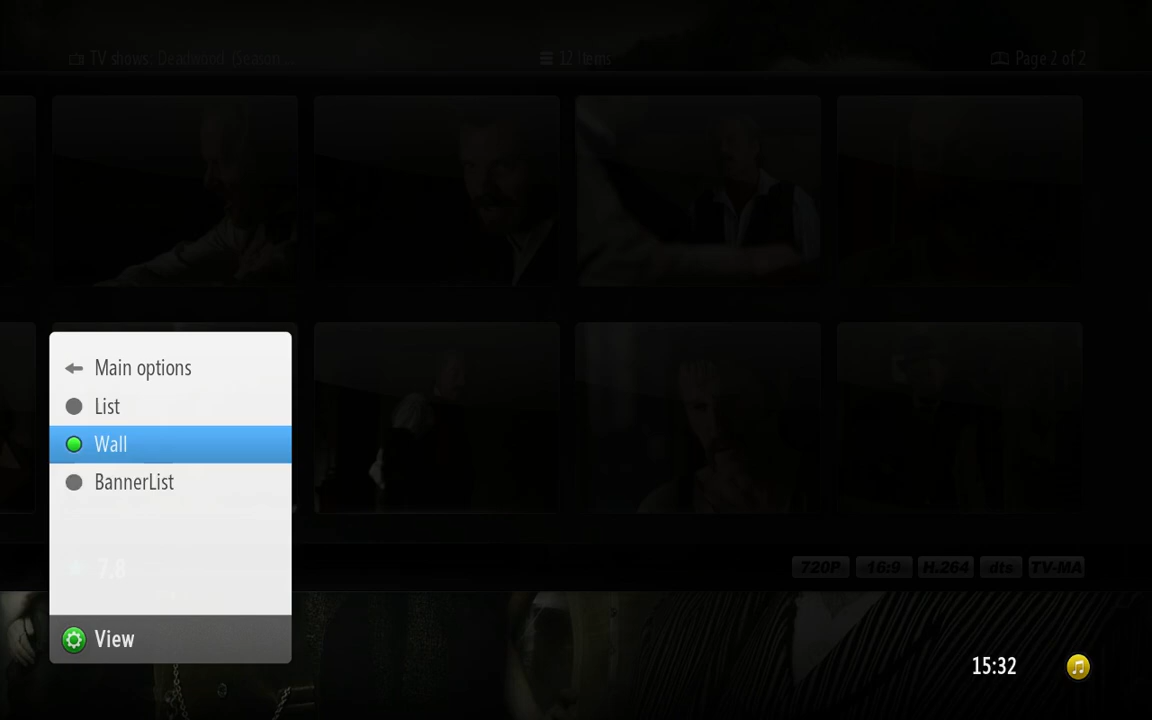 TV shows: Deadwood (Season ...
12 Items
Page 2 of 2
Main options
List
Wall
BannerList
7.8
720P 16:9 H.264 dts TV-MA
View
15:32